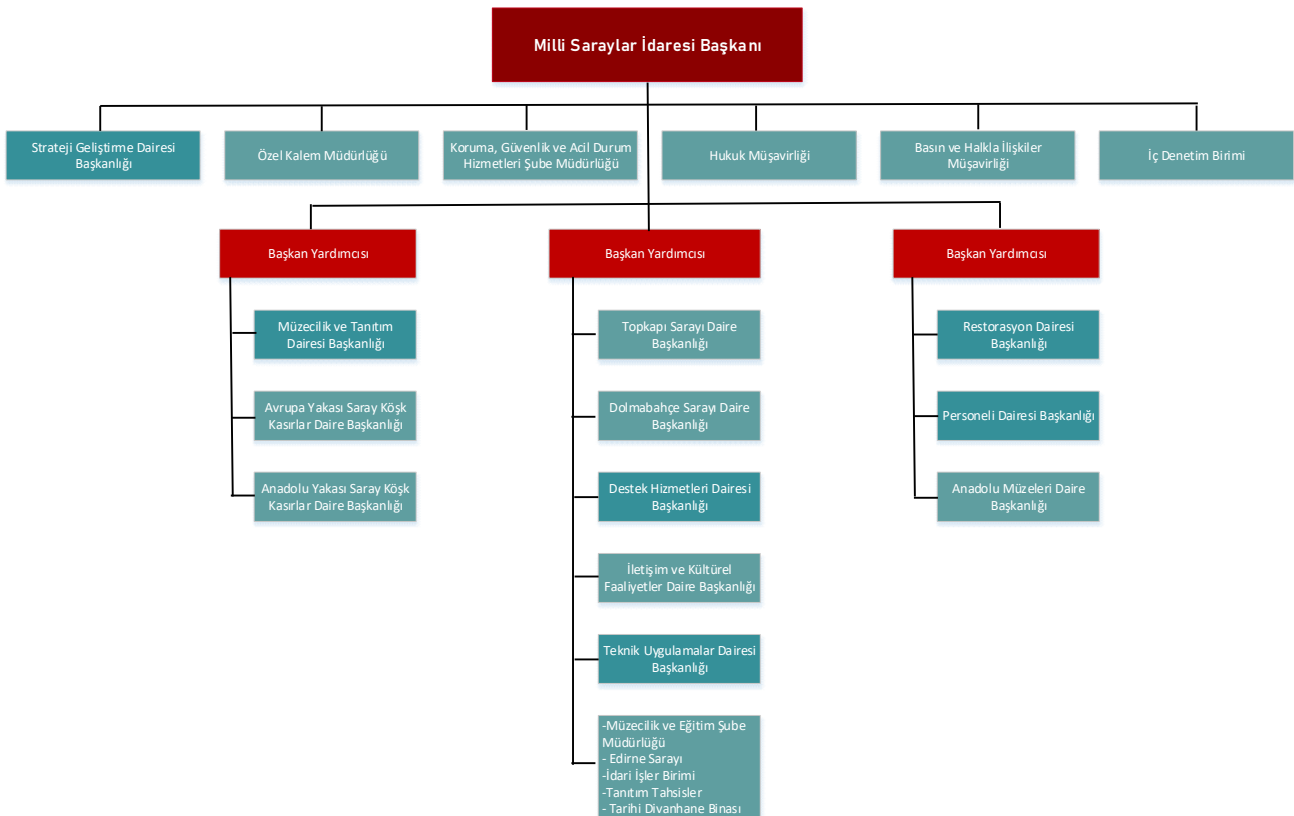 Milli Saraylar İdaresi Başkanı
Strateji Geliştirme Dairesi
Başkanlığı
Özel Kalem Müdürlüğü
Koruma, Güvenlik ve Acil Durum
Hizmetleri Şube Müdürlüğü
Hukuk Müşavirliği
Basın ve Halkla İlişkiler
Müşavirliği
İç Denetim Birimi
Başkan Yardımcısı
Müzecilik ve Tanıtım
Dairesi Başkanlığı
Avrupa Yakası Saray Köşk
Kasırlar Daire Başkanlığı
Anadolu Yakası Saray Köşk
Kasırlar Daire Başkanlığı
Başkan Yardımcısı
Topkapı Sarayı Daire
Başkanlığı
Dolmabahçe Sarayı Daire
Başkanlığı
Destek Hizmetleri Dairesi
Başkanlığı
İletişim ve Kültürel
Faaliyetler Daire Başkanlığı
Teknik Uygulamalar Dairesi
Başkanlığı
-Müzecilik ve Eğitim Şube
Müdürlüğü
- Edirne Sarayı
-İdari İşler Birimi
-Tanıtım Tahsisler
- Tarihi Divanhane Binası
Başkan Yardımcısı
Restorasyon Dairesi
Başkanlığı
Personeli Dairesi Başkanlığı
Anadolu Müzeleri Daire
Başkanlığı